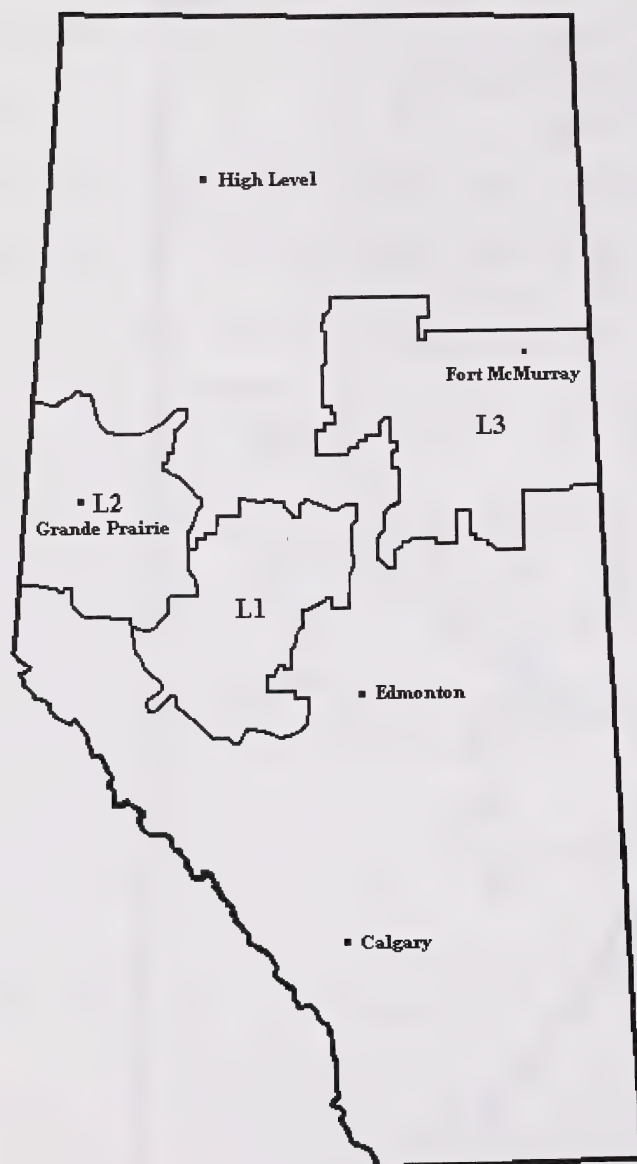 High Level
Fort McMurray
L3
L2
Grande Prairie
L1
Edmonton
Calgary